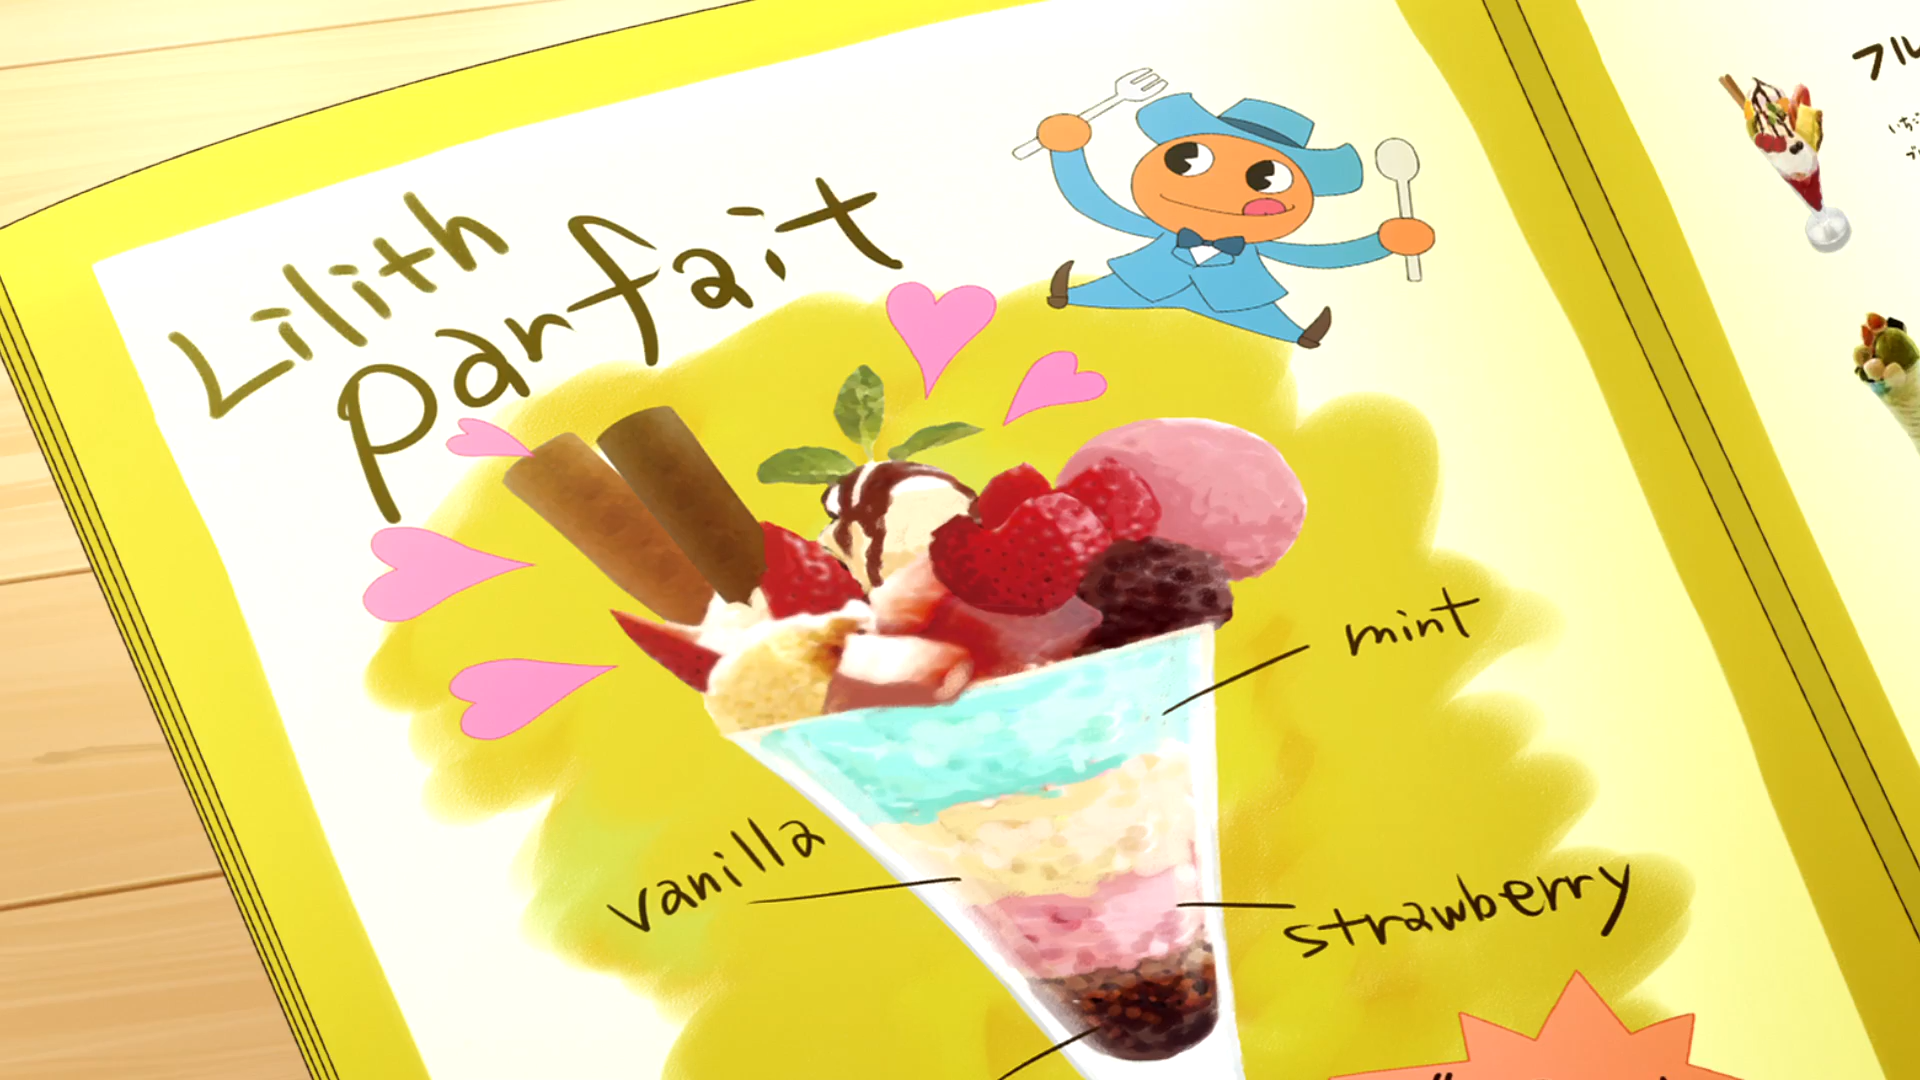 Lilith
parfait
mint
vanilla
strawberry
フル